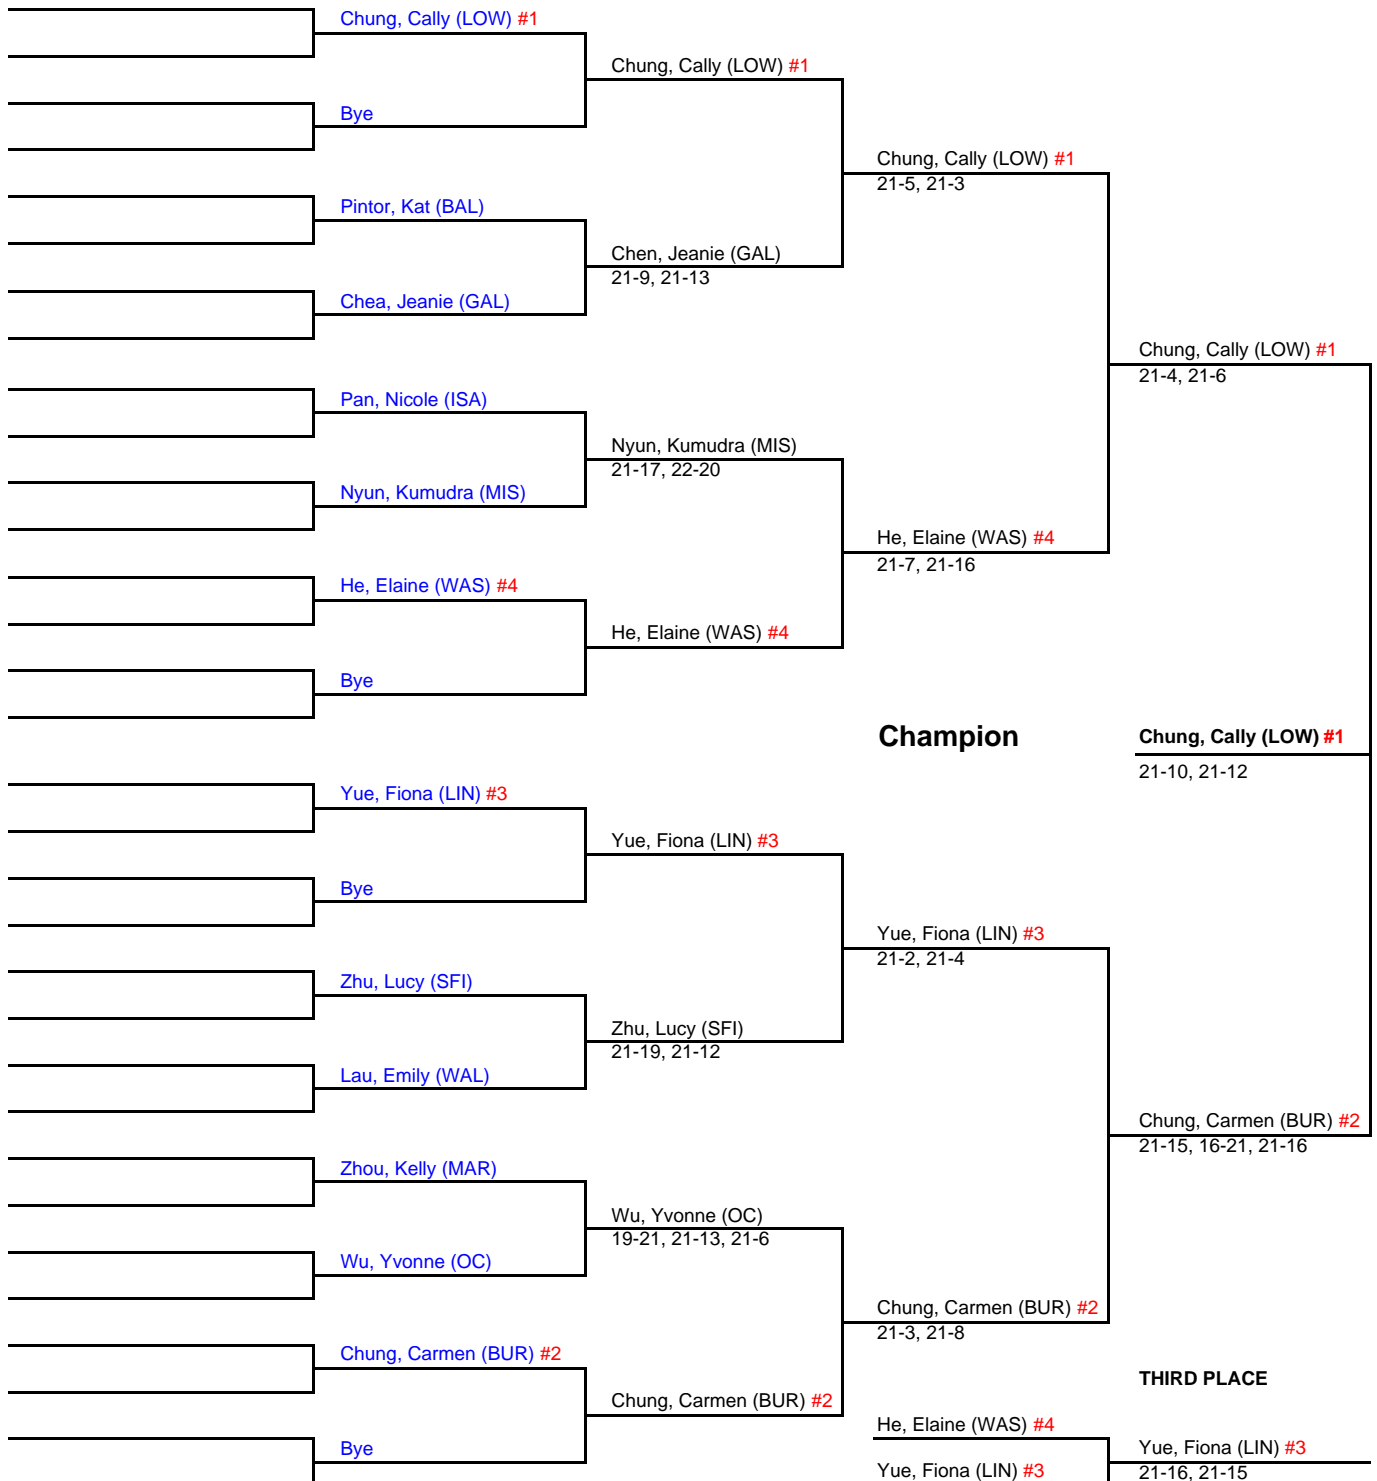 Chung, Cally (LOW) #1
Bye
Pintor, Kat (BAL)
Chea, Jeanie (GAL)
Pan, Nicole (ISA)
Nyun, Kumudra (MIS)
He, Elaine (WAS) #4
Bye
Yue, Fiona (LIN) #3
Bye
Zhu, Lucy (SFI)
Lau, Emily (WAL)
Zhou, Kelly (MAR)
Wu, Yvonne (OC)
Chung, Carmen (BUR) #2
Bye
Chung, Cally (LOW) #1
Chen, Jeanie (GAL)
21-9, 21-13
Nyun, Kumudra (MIS)
21-17, 22-20
He, Elaine (WAS) #4
Yue, Fiona (LIN) #3
Zhu, Lucy (SFI)
21-19, 21-12
Wu, Yvonne (OC)
19-21, 21-13, 21-6
Chung, Carmen (BUR) #2
Chung, Cally (LOW) #1
21-5, 21-3
He, Elaine (WAS) #4
21-7, 21-16
Champion
Yue, Fiona (LIN) #3
21-2, 21-4
Chung, Carmen (BUR) #2
21-3, 21-8
He, Elaine (WAS) #4
Yue, Fiona (LIN) #3
Chung, Cally (LOW) #1
21-4, 21-6
Chung, Cally (LOW) #1
21-10, 21-12
Chung, Carmen (BUR) #2
21-15, 16-21, 21-16
THIRD PLACE
Yue, Fiona (LIN) #3
21-16, 21-15